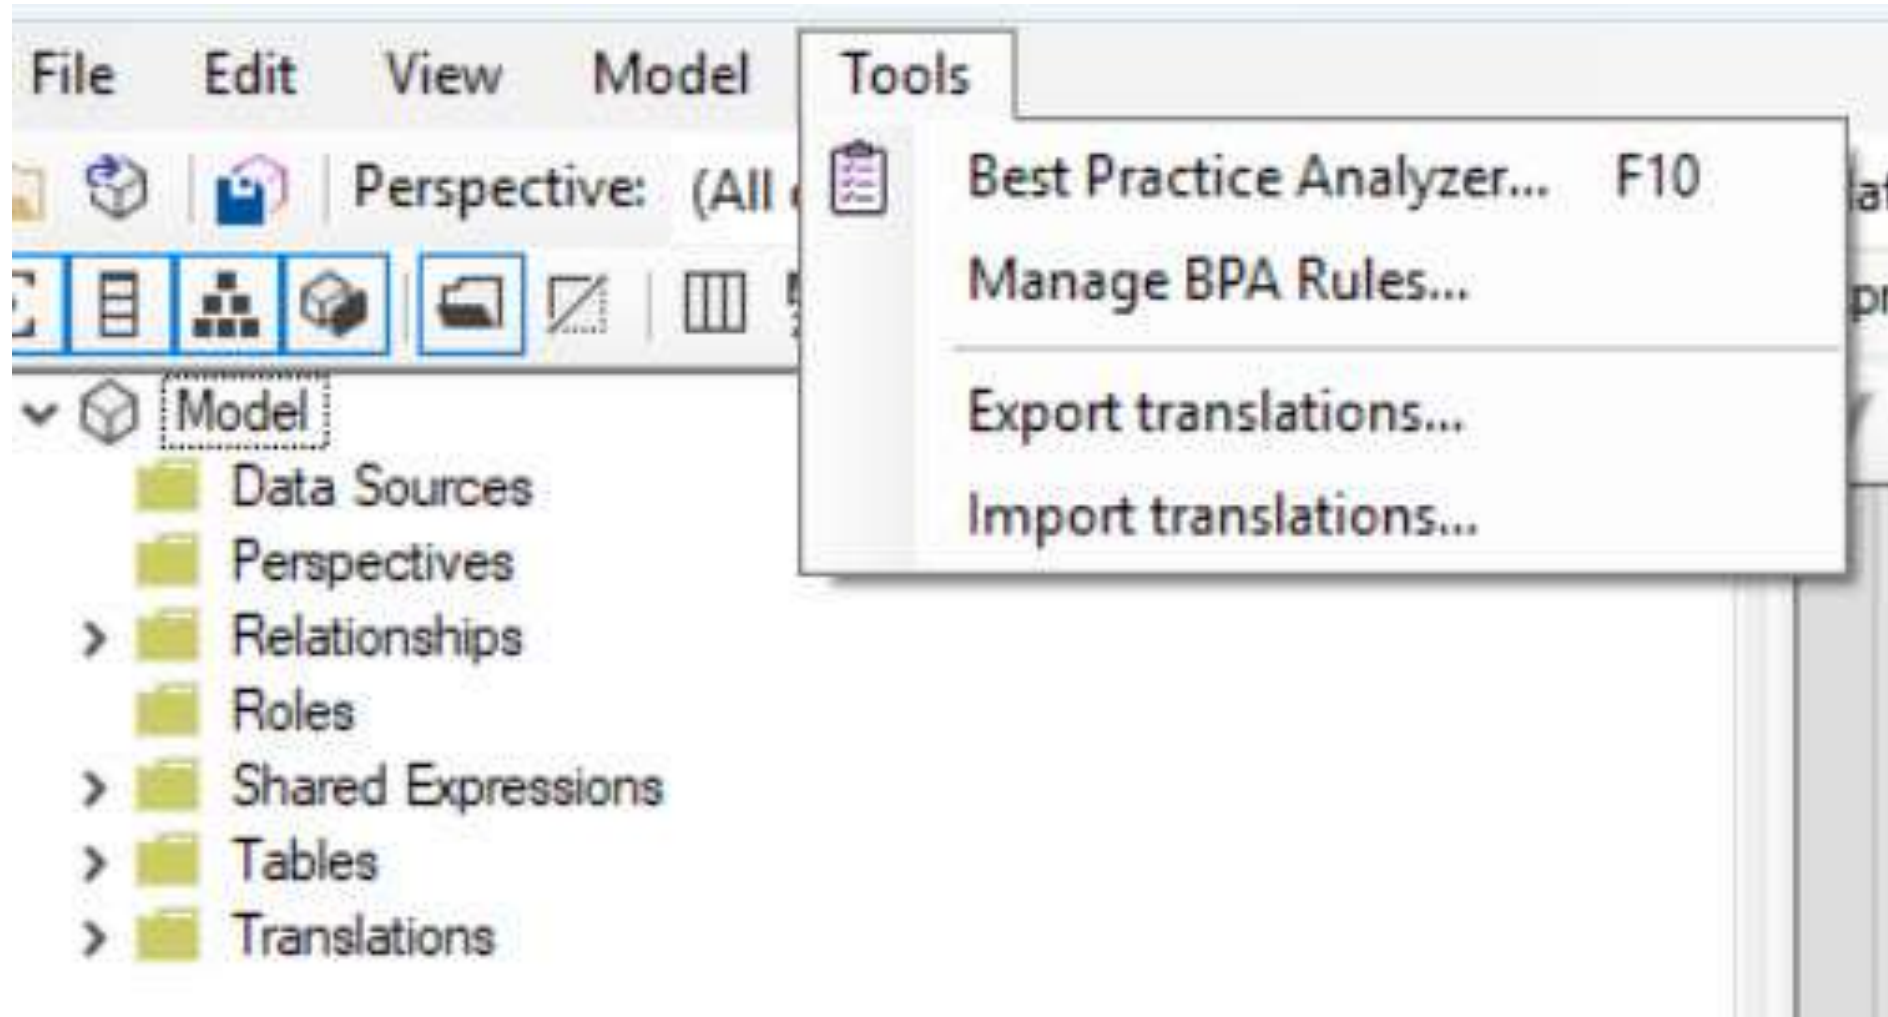 File Edit View Model Tools
Perspective: (All
Best Practice Analyzer... F10
Manage BPA Rules...
Export translations...
Import translations...
Model
Data Sources
Perspectives
Relationships
Roles
Shared Expressions
Tables
Translations